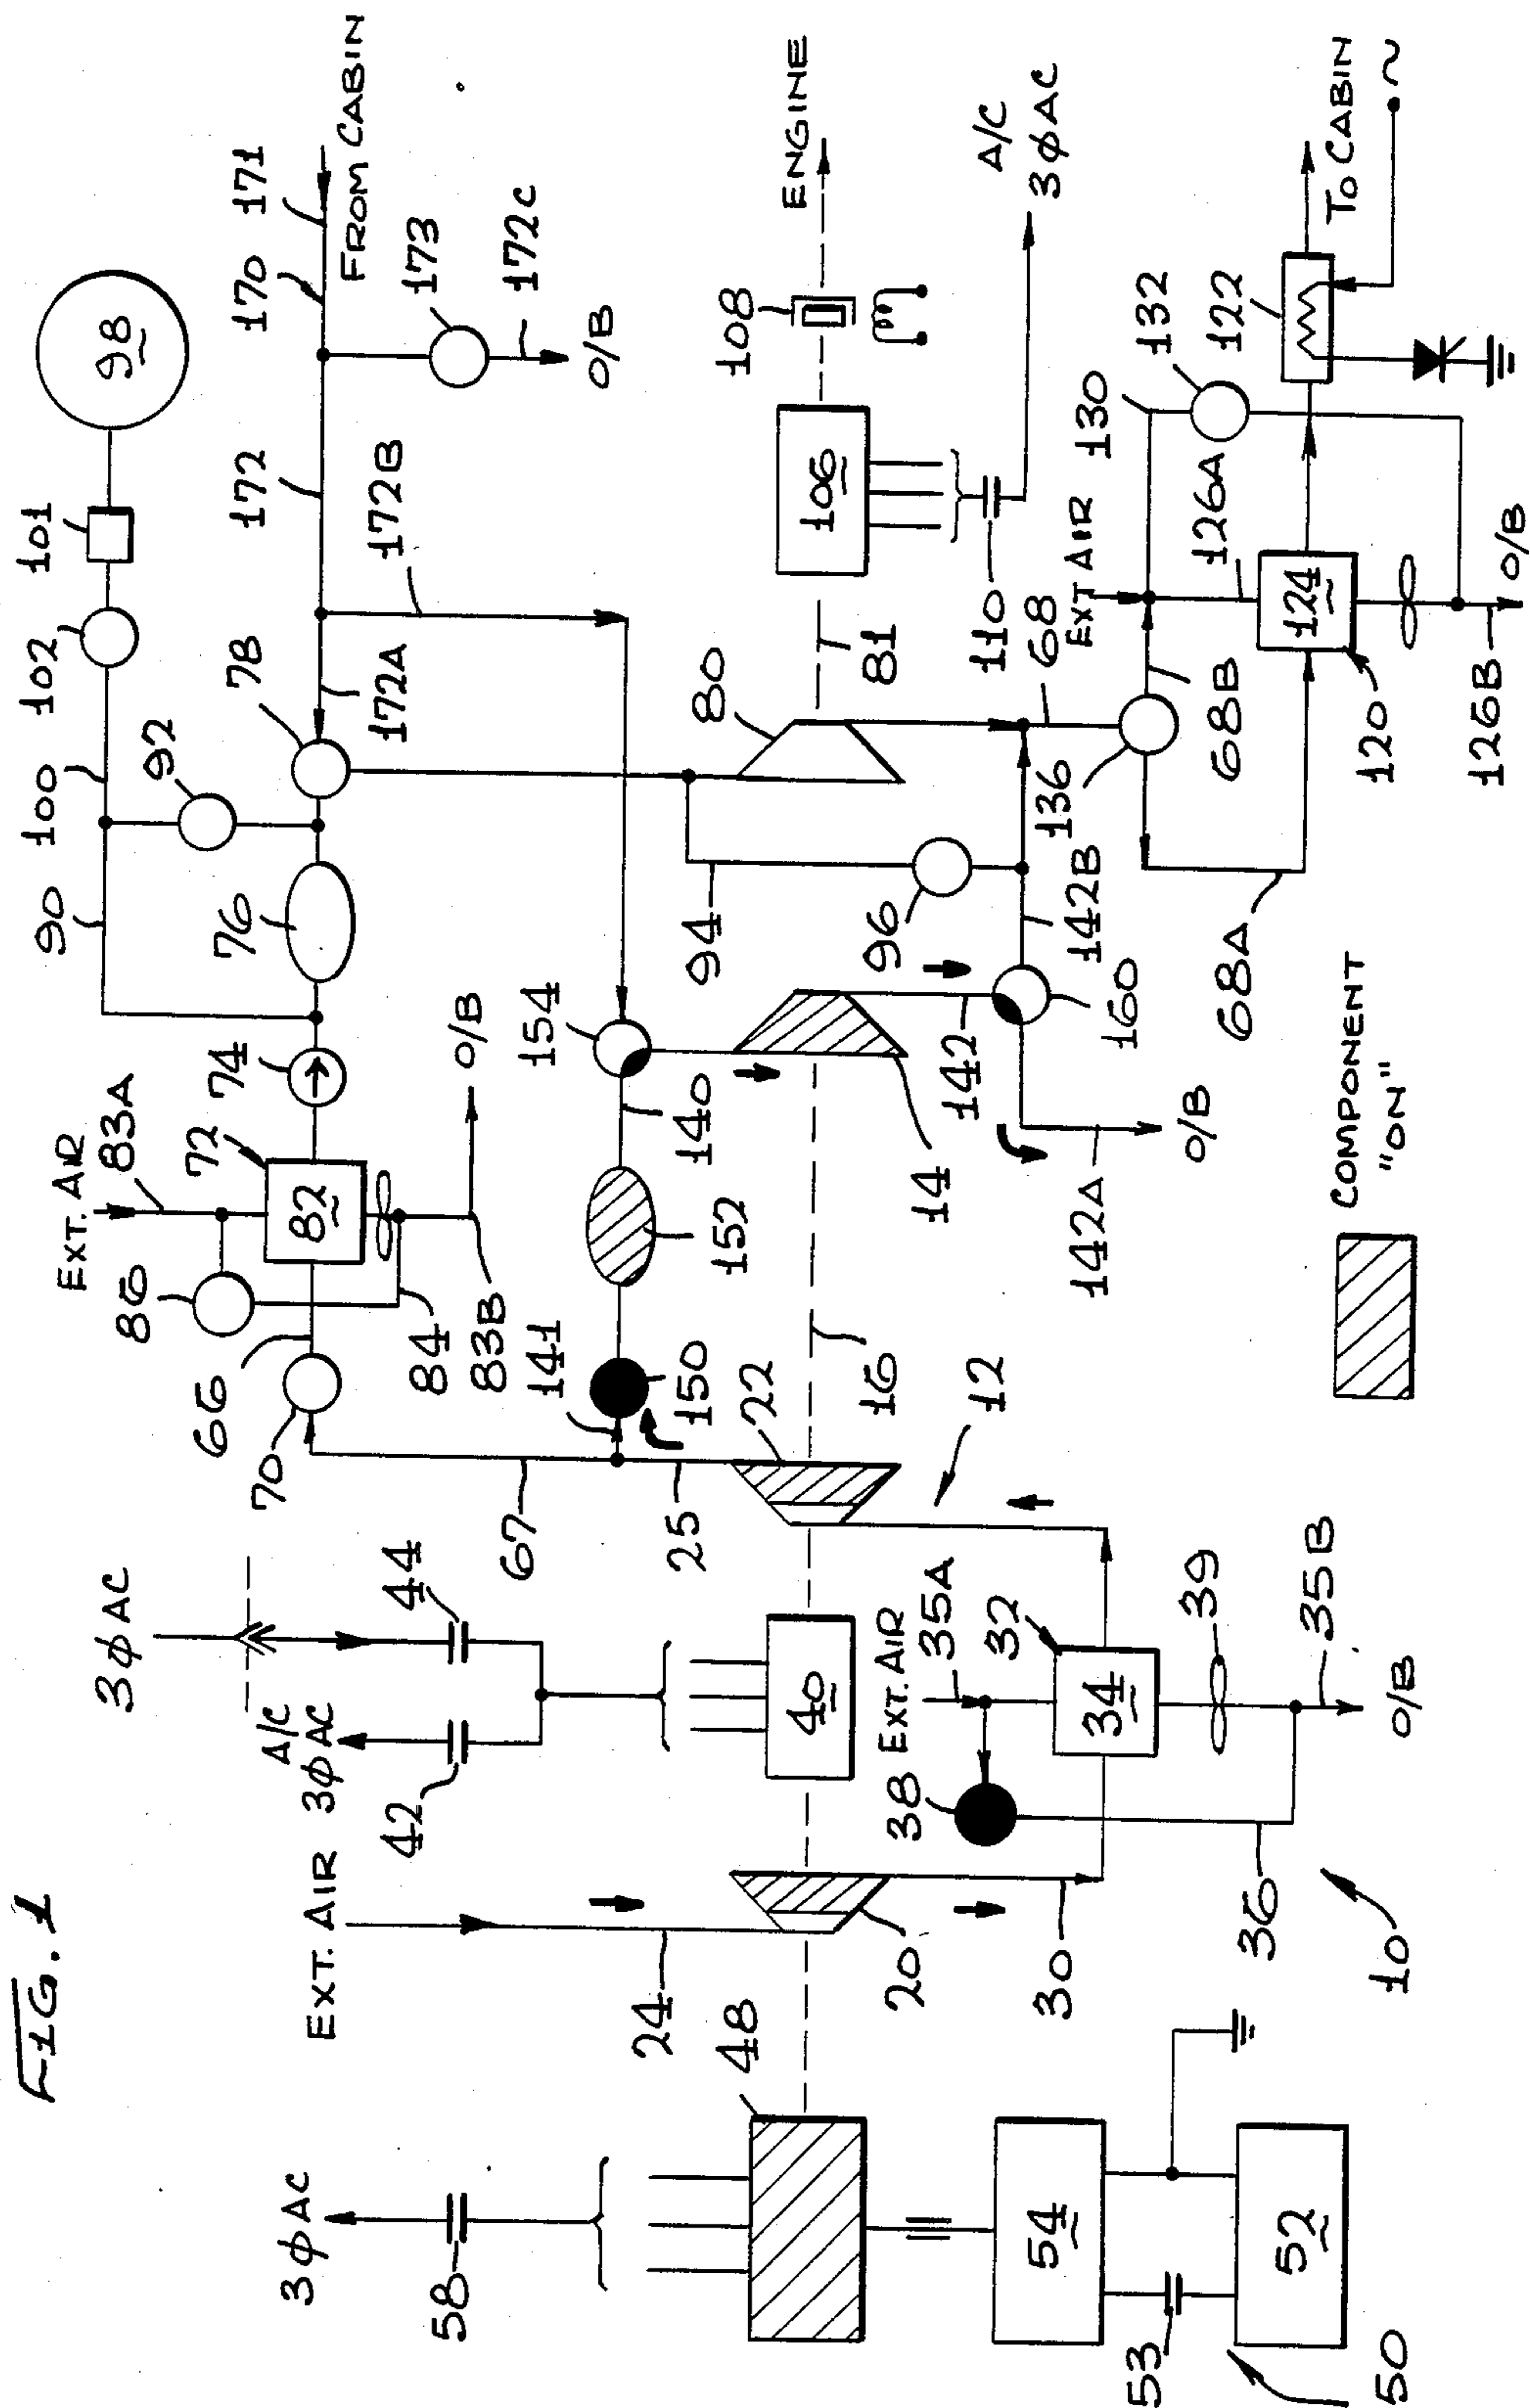 FIG. 1
98
101
102
100
90
92
78
76
74
EXT. AIR
83A
72
82
86
66
70
84
83B
O/B
67
172
170
171
FROM CABIN
173
172C
O/B
172A
172B
154
140
152
141
150
25
22
3ΦAC
44
A/C
3ΦAC
42
EXT. AIR
24
3ΦAC
58
48
20
30
40
16
12
14
80
81
106
108
ENGINE
A/C
3ΦAC
110
94
96
142
142B
160
142A
O/B
136
68
68A
68B
EXT AIR
130
132
126A
124
120
126B
O/B
122
TO CABIN
~
EXT. AIR
35A
32
34
38
39
35B
O/B
36
10
54
52
53
50
COMPONENT
"ON"